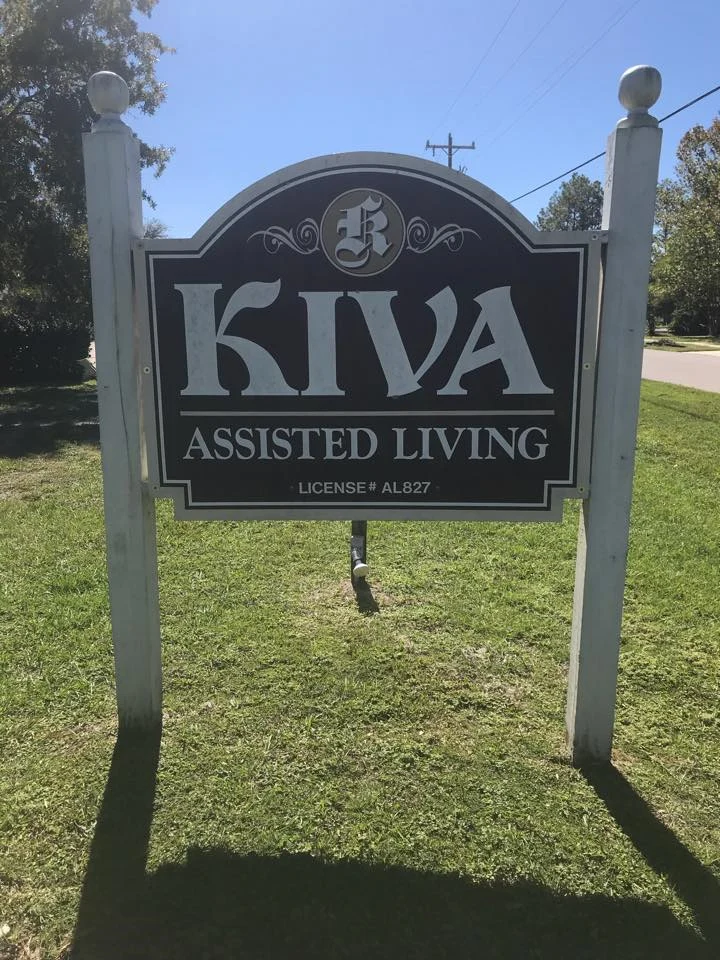 K
KIVA
ASSISTED LIVING
LICENSE# AL827